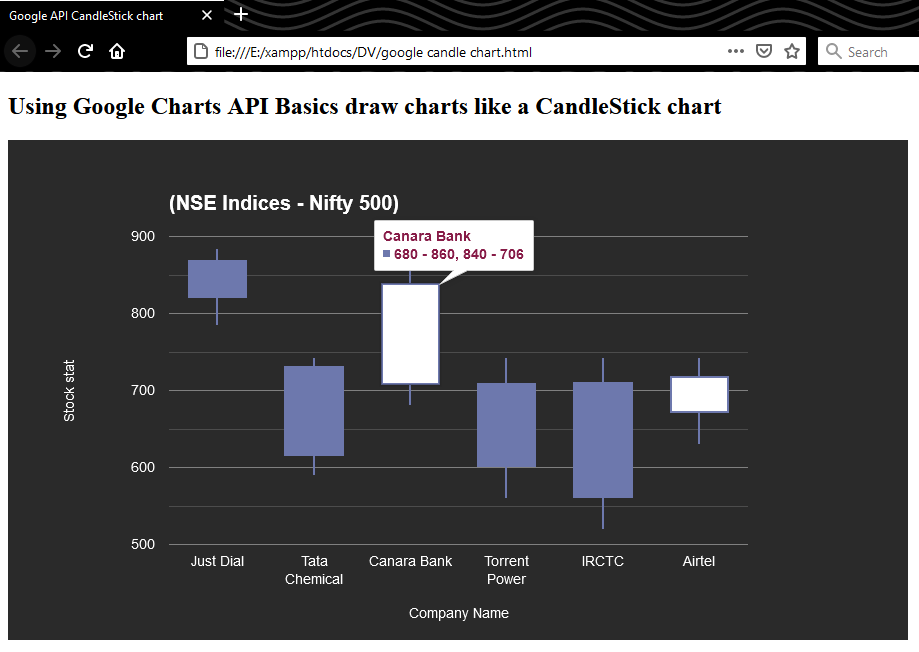 Google API CandleStick chart
file:///E:/xampp/htdocs/DV/google candle chart.html
Search
Using Google Charts API Basics draw charts like a CandleStick chart
(NSE Indices - Nifty 500)
Canara Bank
680 - 860, 840 - 706
900
800
700
600
500
Stock stat
Just Dial
Tata
Chemical
Canara Bank
Torrent
Power
IRCTC
Airtel
Company Name